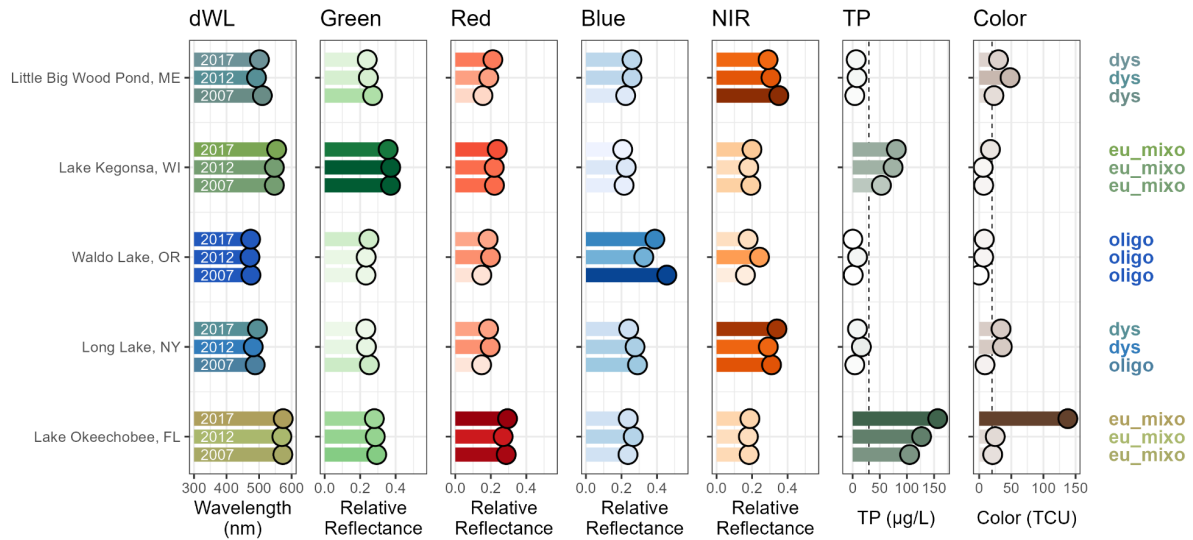 dWL Green Red Blue NIR TP Color
2017 dys
Little Big Wood Pond, ME 2012 dys
2007 dys
2017 eu_mixo
Lake Kegonsa, WI 2012 eu_mixo
2007 eu_mixo
2017 oligo
Waldo Lake, OR 2012 oligo
2007 oligo
2017 dys
Long Lake, NY 2012 dys
2007 oligo
2017 eu_mixo
Lake Okeechobee, FL 2012 eu_mixo
2007 eu_mixo
300 400 500 600 0.0 0.2 0.4 0.0 0.2 0.4 0.0 0.2 0.4 0.0 0.2 0.4 0 50 100 150 0 50 100 150
Wavelength Relative Relative Relative Relative TP (µg/L) Color (TCU)
(nm) Reflectance Reflectance Reflectance Reflectance